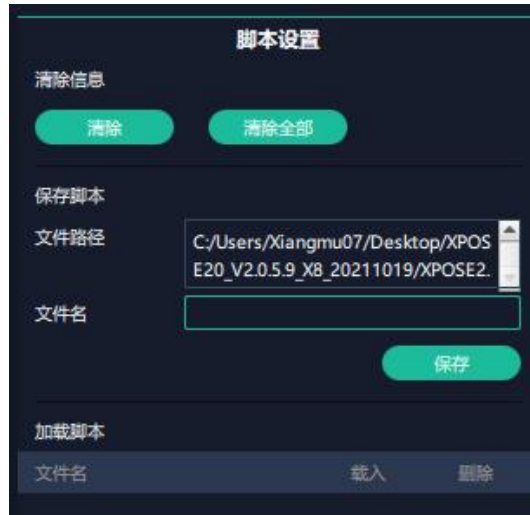 脚本设置
清除信息
清除 清除全部
保存脚本
文件路径 C:/Users/Xiangmu07/Desktop/XPOS
E20_V2.0.5.9_X8_20211019/XPOSE2.
文件名
保存
加载脚本
文件名 载入 删除